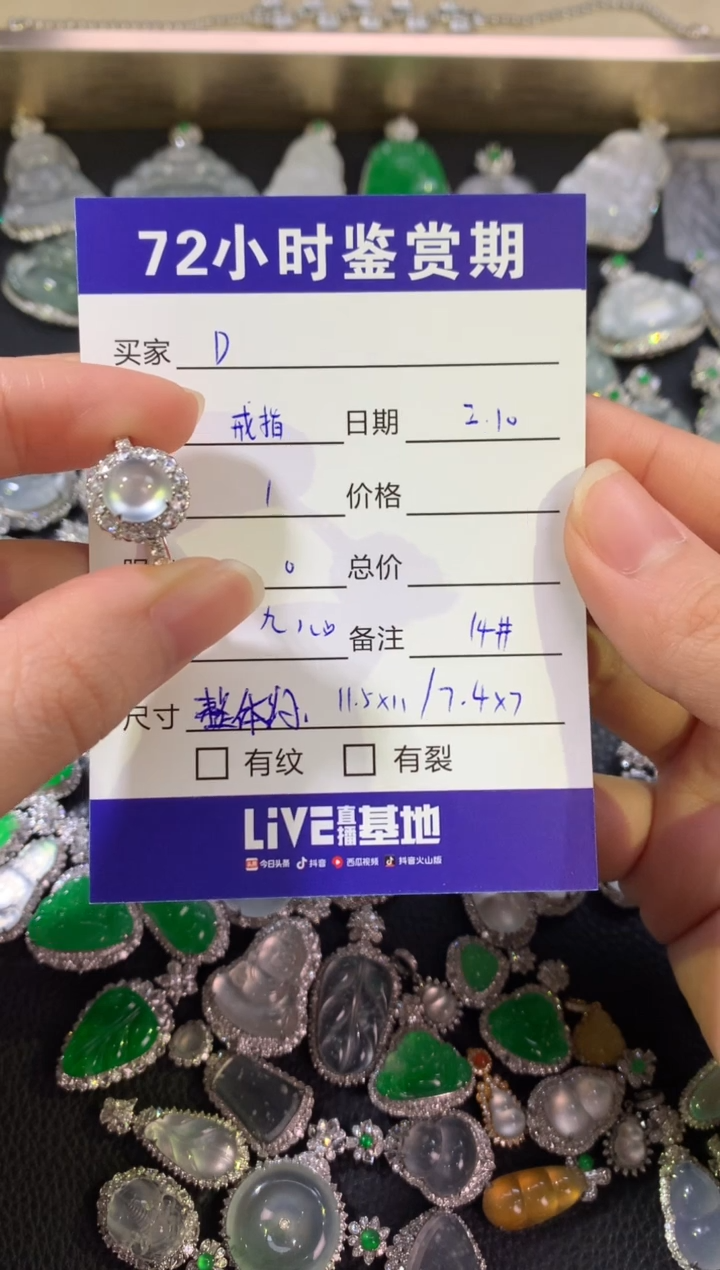 72小时鉴赏期
买家 D
戒指 日期 2.10
1 价格
0 总价
备注 14#
尺寸 整体约. 11.5x11/7.4x7
□ 有纹 □ 有裂
LiVE直播基地
今日头条 抖音 西瓜视频 抖音火山版